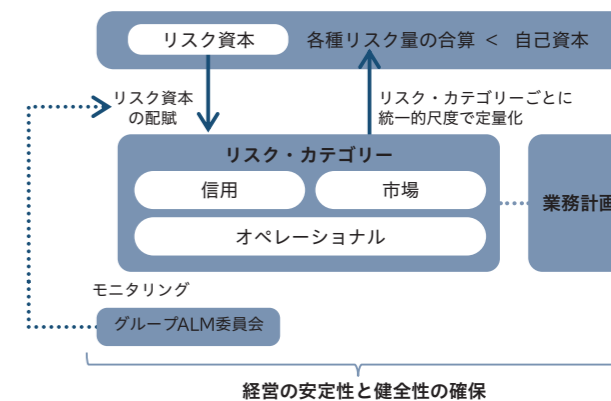 リスク資本
各種リスク量の合算 < 自己資本
リスク資本
の配賦
リスク・カテゴリーごとに
統一的尺度で定量化
リスク・カテゴリー
信用
市場
オペレーショナル
業務計画
モニタリング
グループALM委員会
経営の安定性と健全性の確保